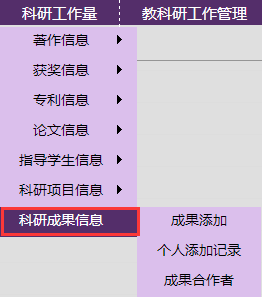 科研工作量 教科研工作管理
著作信息
获奖信息
专利信息
论文信息
指导学生信息
科研项目信息
科研成果信息 成果添加
个人添加记录
成果合作者